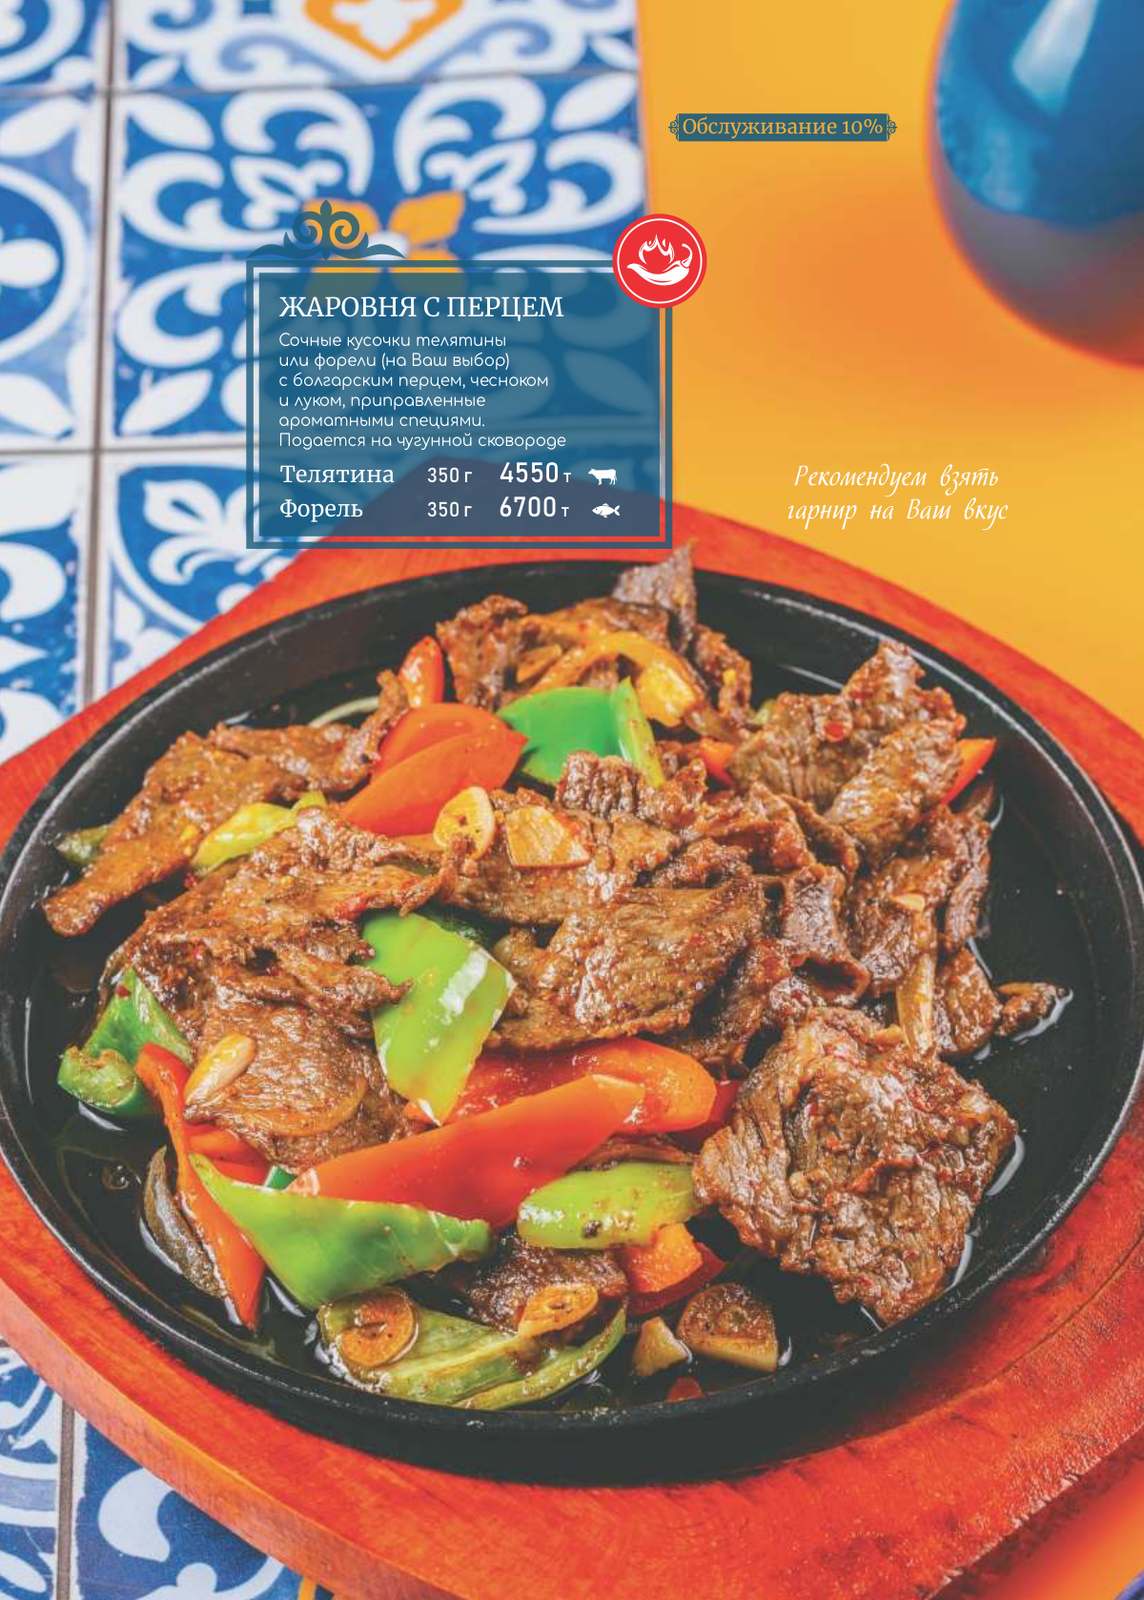 Обслуживание 10%
ЖАРОВНЯ С ПЕРЦЕМ
Сочные кусочки телятины
или форели (на Ваш выбор)
с болгарским перцем, чесноком
и луком, приправленные
ароматными специями.
Подается на чугунной сковороде
Телятина 350 г 4550 т
Форель 350 г 6700 т
Рекомендуем взять
гарнир на Ваш вкус